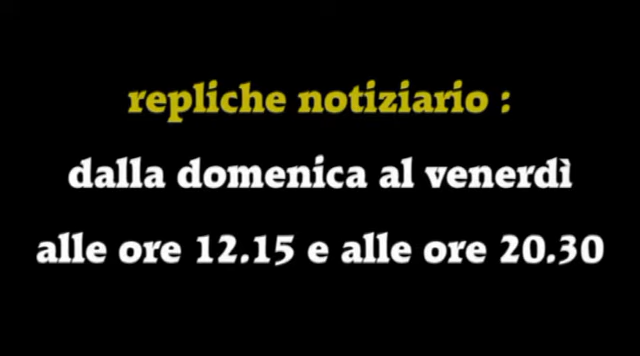 repliche notiziario :
dalla domenica al venerdì
alle ore 12.15 e alle ore 20.30